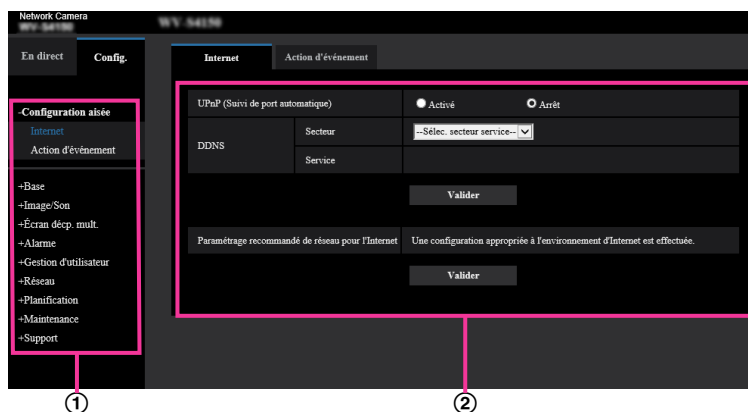 Network Camera
WV-S4150
WV-S4150
En direct
Config.
Internet
Action d'événement
-Configuration aisée
Internet
Action d'événement
+Base
+Image/Son
+Écran décp. mult.
+Alarme
+Gestion d'utilisateur
+Réseau
+Planification
+Maintenance
+Support
UPnP (Suivi de port automatique)
Activé
Arrêt
DDNS
Secteur
--Sélec. secteur service--
Service
Valider
Paramétrage recommandé de réseau pour l'Internet
Une configuration appropriée à l'environnement d'Internet est effectuée.
Valider
①
②